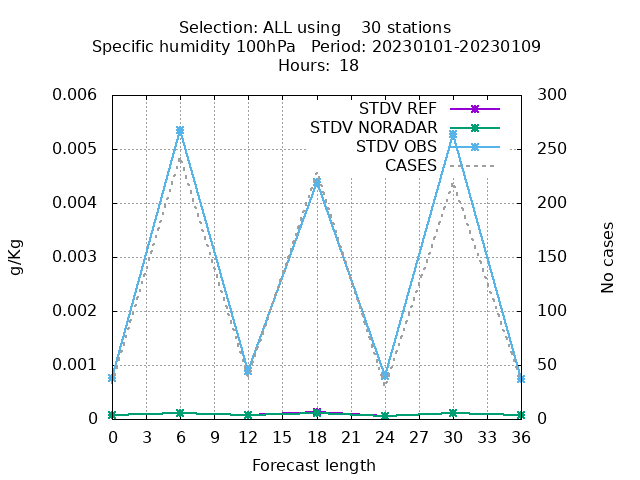 Selection: ALL using    30 stations
Specific humidity 100hPa   Period: 20230101-20230109
Hours: 18
0.006
0.005
0.004
0.003
0.002
0.001
0
g/Kg
STDV REF
STDV NORADAR
STDV OBS
CASES
300
250
200
150
100
50
0
No cases
0 3 6 9 12 15 18 21 24 27 30 33 36
Forecast length